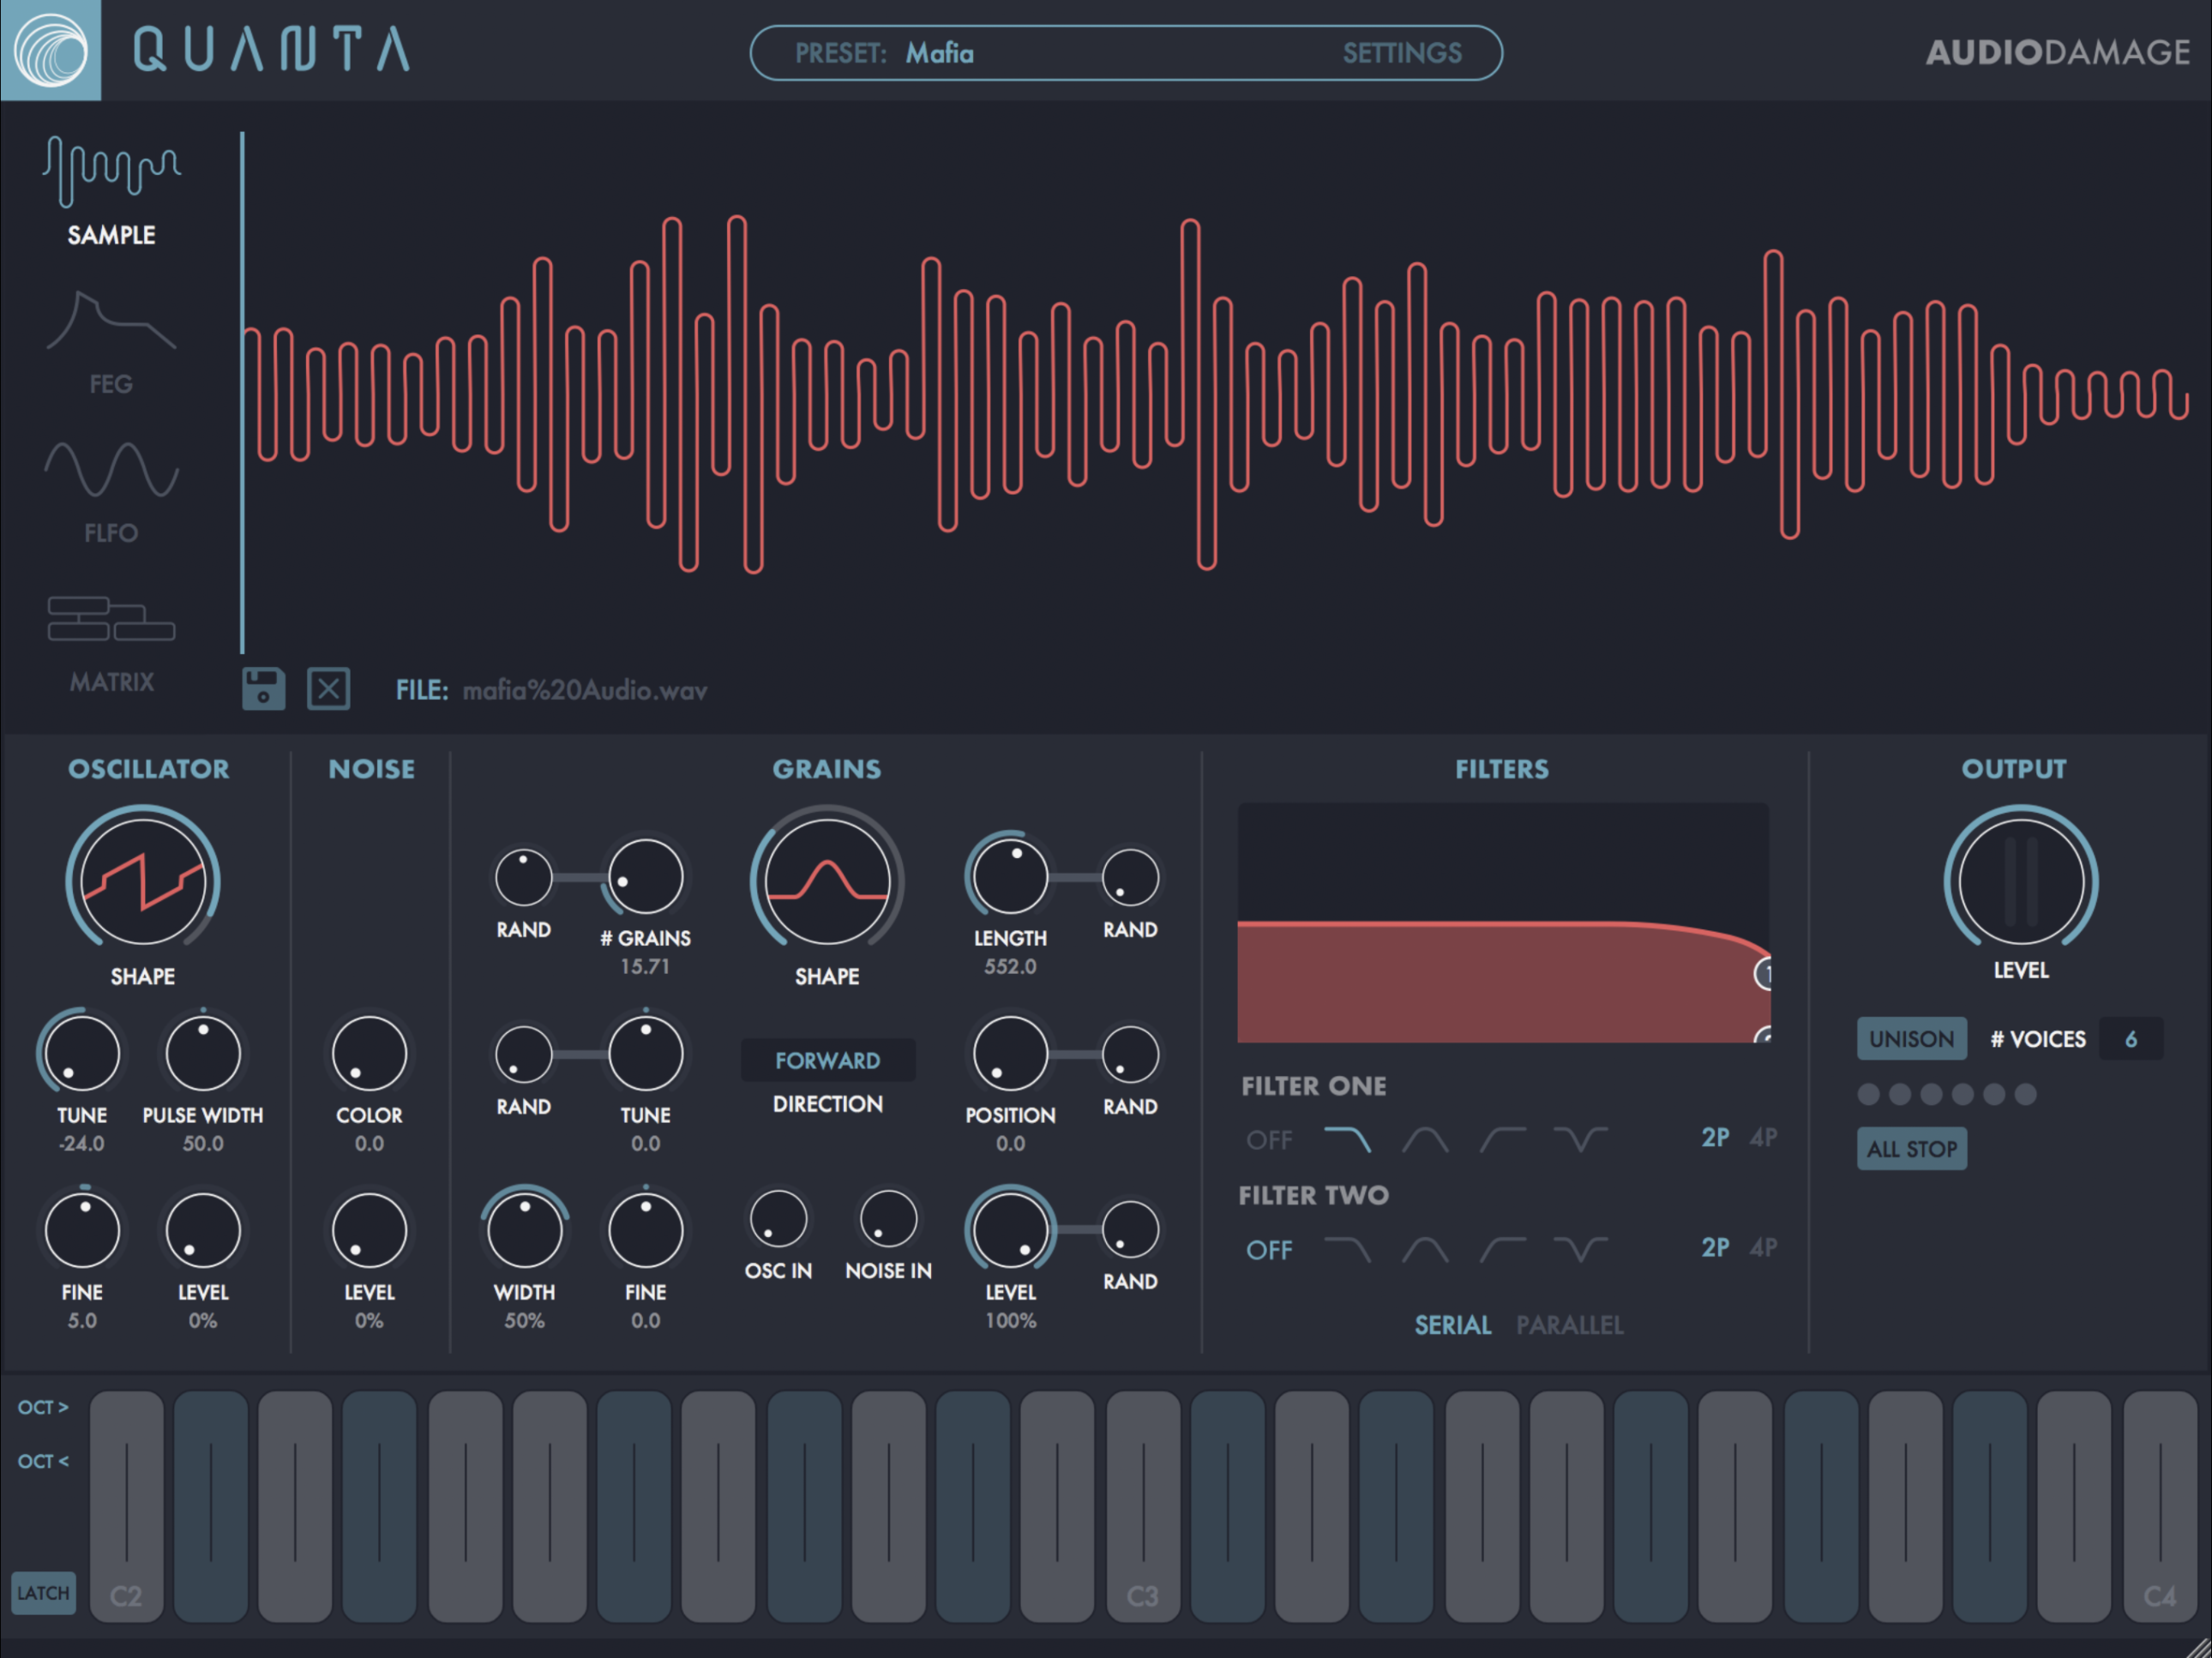 QUANTA
PRESET: Mafia SETTINGS
AUDIODAMAGE
SAMPLE
FEG
FLFO
MATRIX
FILE: mafia%20Audio.wav
OSCILLATOR
SHAPE
TUNE PULSE WIDTH
-24.0 50.0
FINE LEVEL
5.0 0%
NOISE
COLOR
0.0
LEVEL
0%
GRAINS
RAND # GRAINS SHAPE LENGTH RAND
15.71 552.0
FORWARD
RAND TUNE DIRECTION POSITION RAND
0.0 0.0
OSC IN NOISE IN
WIDTH FINE LEVEL RAND
50% 0.0 100%
FILTERS
1
FILTER ONE
OFF 2P 4P
FILTER TWO
OFF 2P 4P
SERIAL PARALLEL
OUTPUT
LEVEL
UNISON # VOICES 6
ALL STOP
OCT >
OCT <
LATCH C2 C3 C4